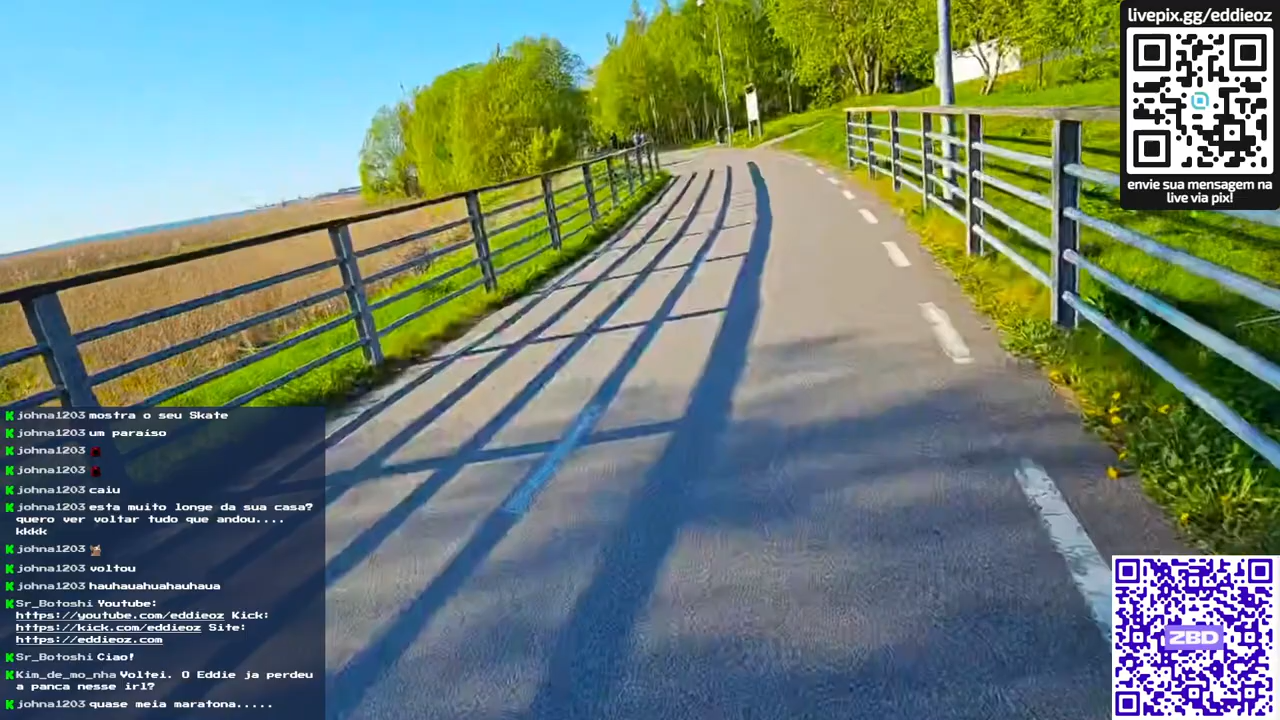 livepix.gg/eddieoz
envie sua mensagem na
live via pix!
johna1203 mostra o seu Skate
johna1203 um paraiso
johna1203
johna1203
johna1203 caiu
johna1203 esta muito longe da sua casa?
quero ver voltar tudo que andou....
kkkk
johna1203
johna1203 voltou
johna1203 hauhauahuahauhaua
Sr_Botoshi Youtube:
https://youtube.com/eddieoz Kick:
https://kick.com/eddieoz Site:
https://eddieoz.com
Sr_Botoshi Ciao!
Kim_de_mo_nha Voltei. O Eddie ja perdeu
a panca nesse irl?
johna1203 quase meia maratona.....
ZBD